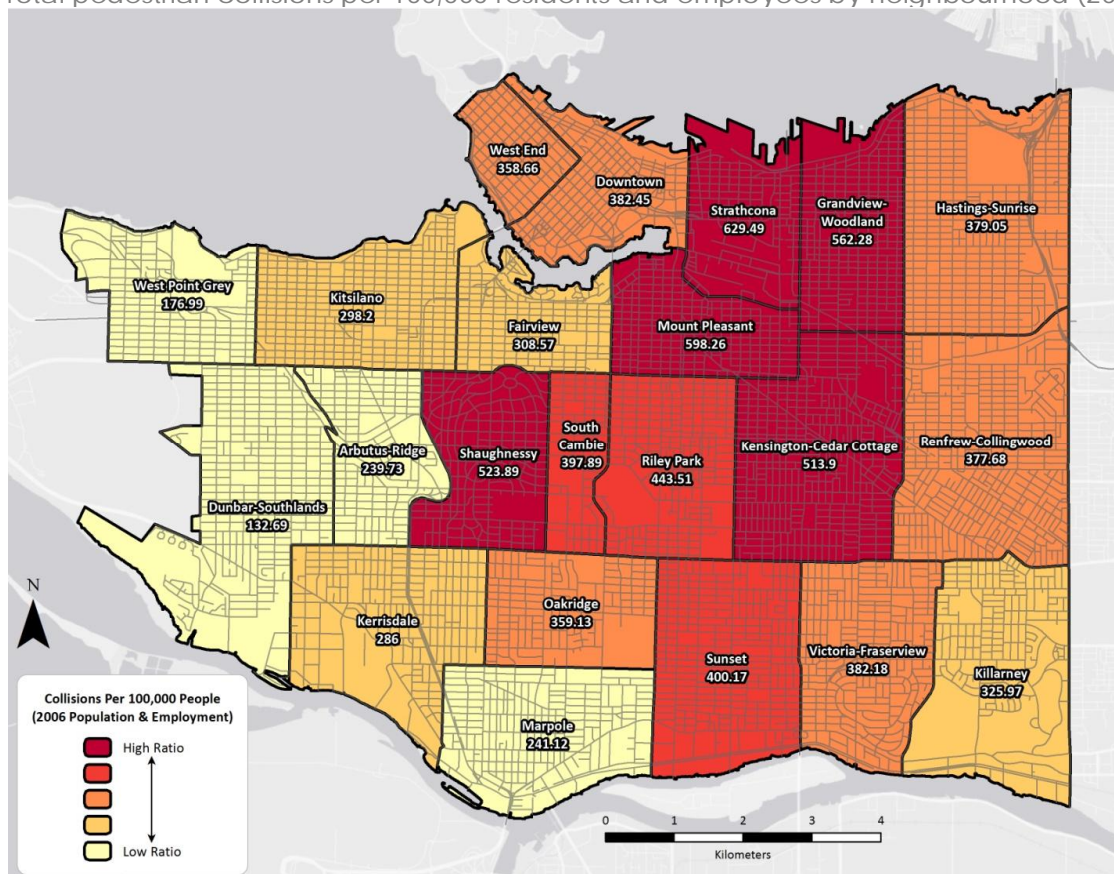 Total pedestrian collisions per 100,000 residents and employees by neighbourhood (20
West End
358.66
Downtown
382.45
Strathcona
629.49
Grandview-
Woodland
562.28
Hastings-Sunrise
379.05
West Point Grey
176.99
Kitsilano
298.2
Fairview
308.57
Mount Pleasant
598.26
Arbutus-Ridge
239.73
Shaughnessy
523.89
South
Cambie
397.89
Riley Park
443.51
Kensington-Cedar Cottage
513.9
Renfrew-Collingwood
377.68
Dunbar-Southlands
132.69
Kerrisdale
286
Oakridge
359.13
Sunset
400.17
Victoria-Fraserview
382.18
Killarney
325.97
Marpole
241.12
N
Collisions Per 100,000 People
(2006 Population & Employment)
High Ratio
Low Ratio
0 1 2 3 4
Kilometers